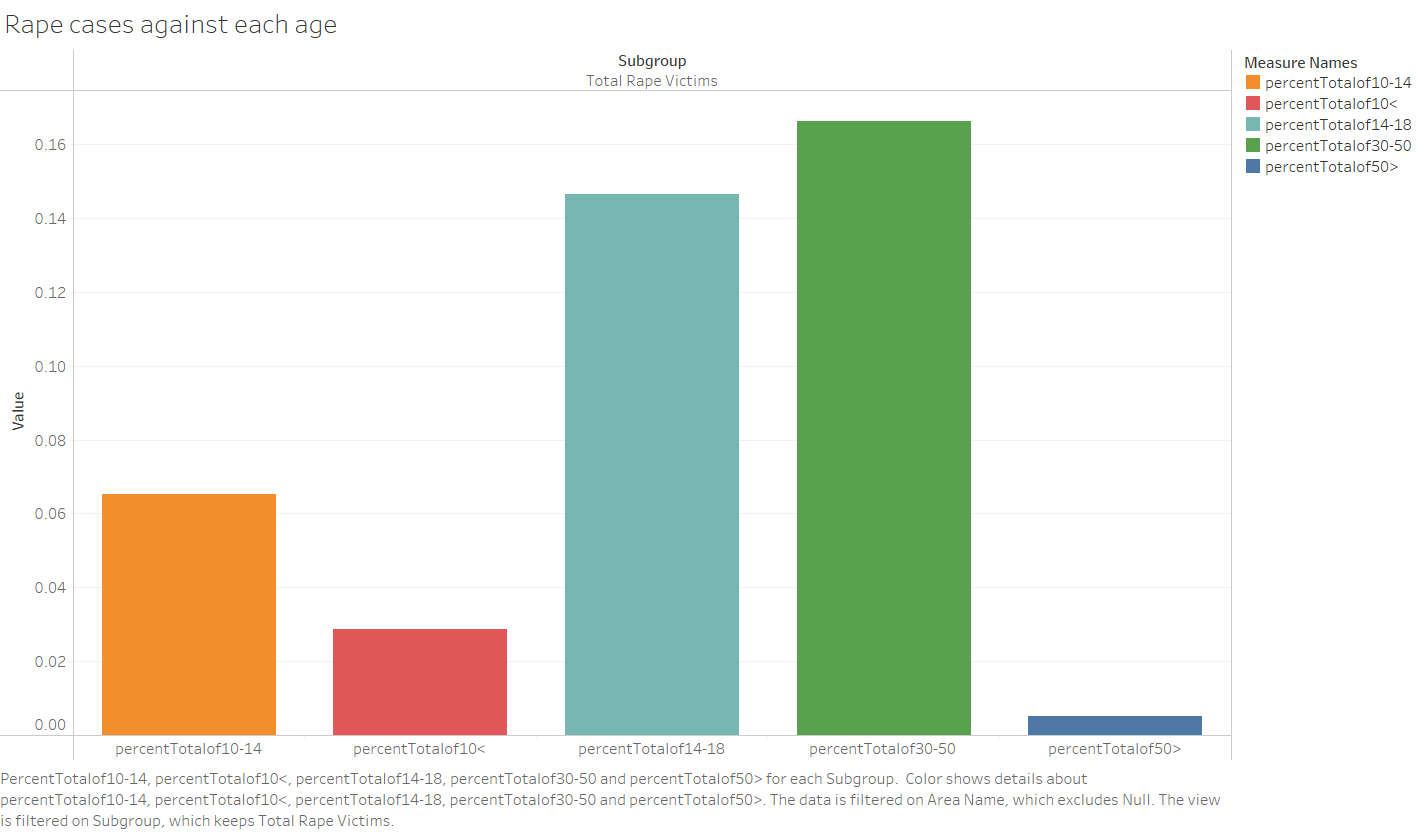 Rape cases against each age
Subgroup
Total Rape Victims
Measure Names
percentTotalof10-14
percentTotalof10<
percentTotalof14-18
percentTotalof30-50
percentTotalof50>
Value
0.16
0.14
0.12
0.10
0.08
0.06
0.04
0.02
0.00
percentTotalof10-14
percentTotalof10<
percentTotalof14-18
percentTotalof30-50
percentTotalof50>
PercentTotalof10-14, percentTotalof10<, percentTotalof14-18, percentTotalof30-50 and percentTotalof50> for each Subgroup.  Color shows details about
percentTotalof10-14, percentTotalof10<, percentTotalof14-18, percentTotalof30-50 and percentTotalof50>. The data is filtered on Area Name, which excludes Null. The view
is filtered on Subgroup, which keeps Total Rape Victims.